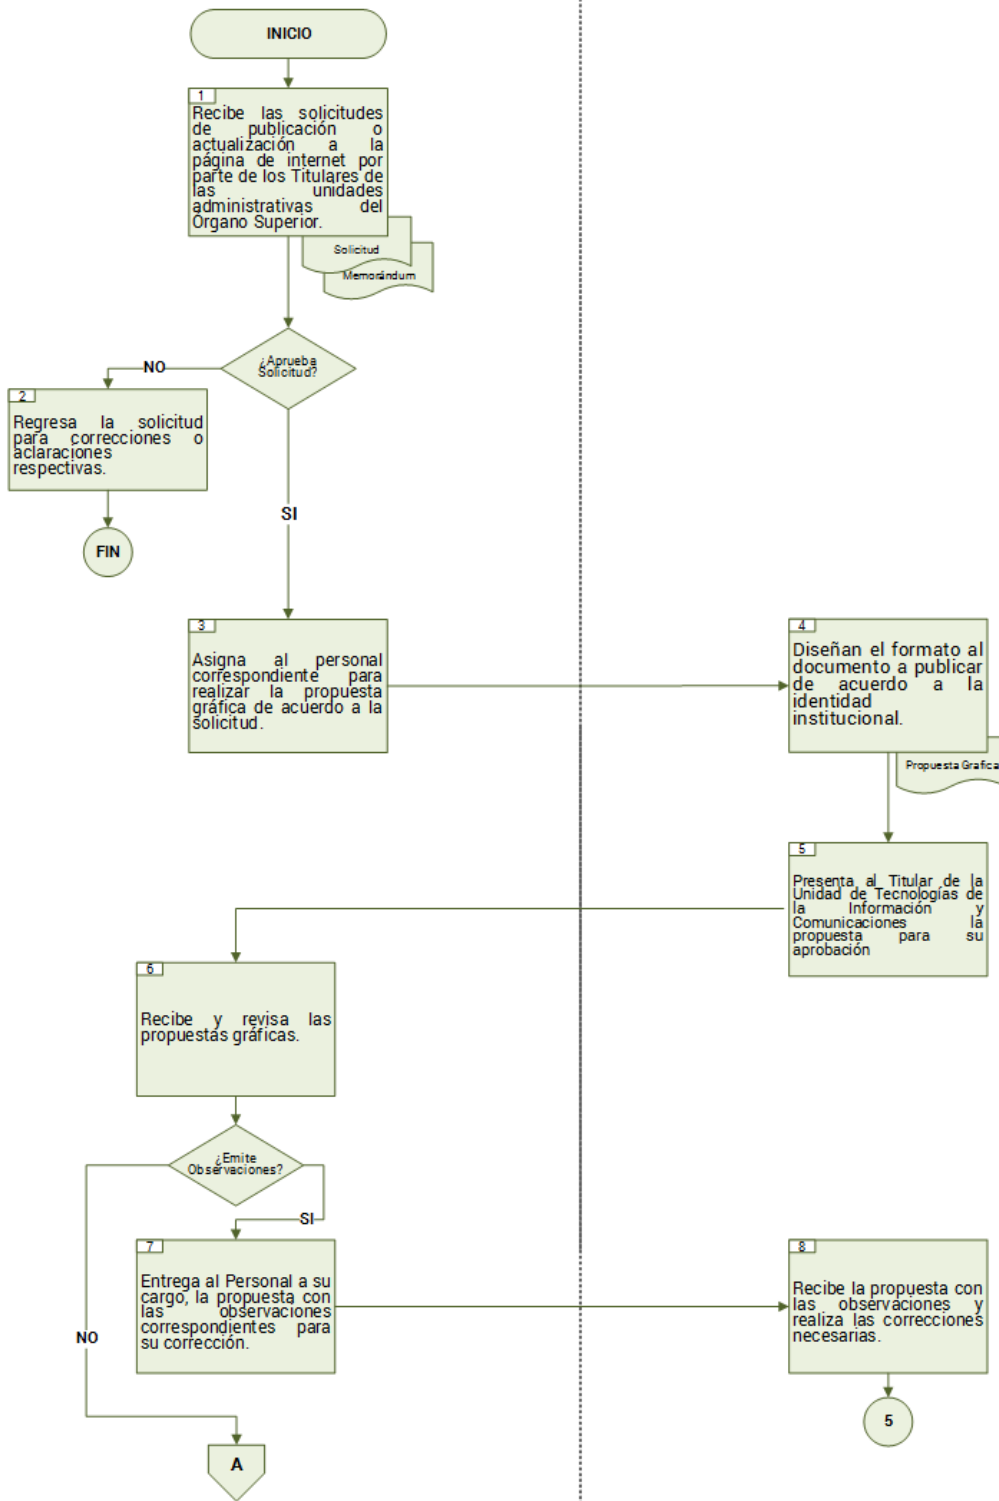 INICIO
1
Recibe las solicitudes
de publicación o
actualización a la
página de internet por
parte de los Titulares de
las unidades
administrativas del
Órgano Superior.
Solicitud
Memorándum
¿Aprueba
Solicitud?
NO
2
Regresa la solicitud
para correcciones o
aclaraciones
respectivas.
FIN
SI
3
Asigna al personal
correspondiente para
realizar la propuesta
gráfica de acuerdo a la
solicitud.
4
Diseñan el formato al
documento a publicar
de acuerdo a la
identidad
institucional.
Propuesta Grafica
5
Presenta al Titular de la
Unidad de Tecnologías de
la Información y
Comunicaciones la
propuesta para su
aprobación
6
Recibe y revisa las
propuestas gráficas.
¿Emite
Observaciones?
SI
7
Entrega al Personal a su
cargo, la propuesta con
las observaciones
correspondientes para
su corrección.
NO
8
Recibe la propuesta con
las observaciones y
realiza las correcciones
necesarias.
5
A